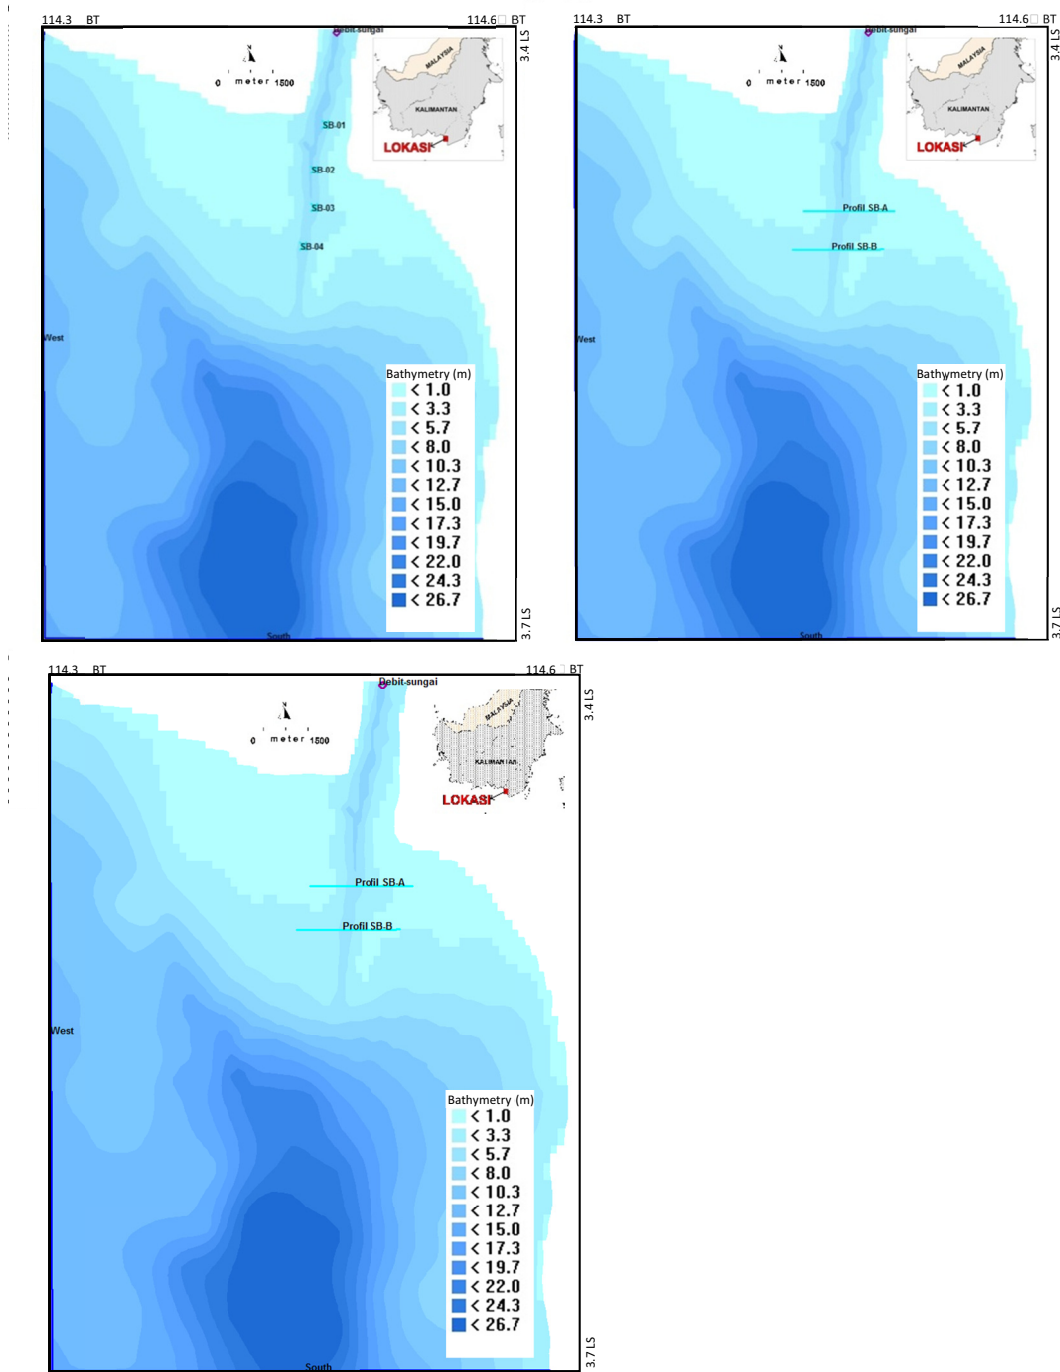 114.3 BT
114.6 BT
3.4 LS
Debit sungai
N
0 meter 1500
MALAYSIA
KALIMANTAN
LOKASI
SB-01
SB-02
SB-03
SB-04
West
Bathymetry (m)
< 1.0
< 3.3
< 5.7
< 8.0
< 10.3
< 12.7
< 15.0
< 17.3
< 19.7
< 22.0
< 24.3
< 26.7
South
3.7 LS
114.3 BT
114.6 BT
3.4 LS
Debit sungai
N
0 meter 1500
MALAYSIA
KALIMANTAN
LOKASI
Profil SB-A
Profil SB-B
West
Bathymetry (m)
< 1.0
< 3.3
< 5.7
< 8.0
< 10.3
< 12.7
< 15.0
< 17.3
< 19.7
< 22.0
< 24.3
< 26.7
South
3.7 LS
114.3 BT
114.6 BT
3.4 LS
Debit sungai
N
0 meter 1500
MALAYSIA
KALIMANTAN
LOKASI
Profil SB-A
Profil SB-B
West
Bathymetry (m)
< 1.0
< 3.3
< 5.7
< 8.0
< 10.3
< 12.7
< 15.0
< 17.3
< 19.7
< 22.0
< 24.3
< 26.7
South
3.7 LS